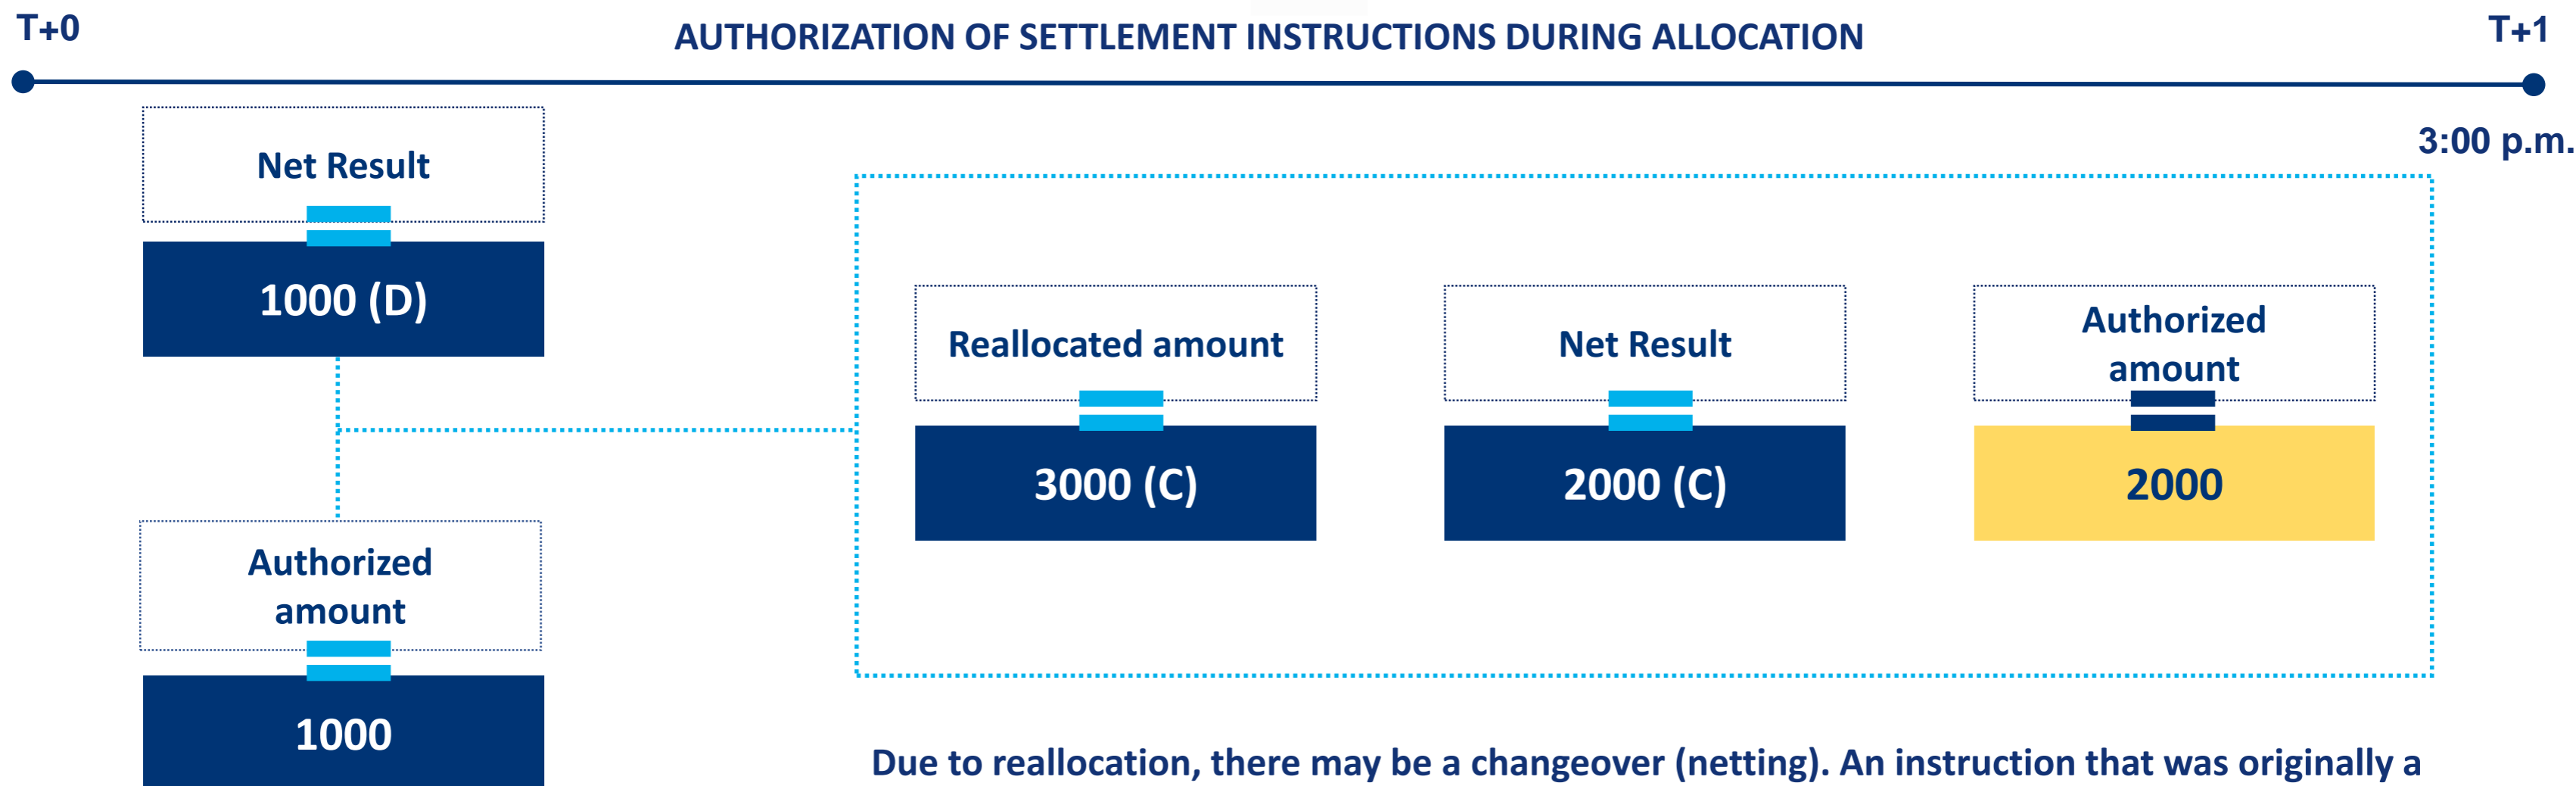 T+0
AUTHORIZATION OF SETTLEMENT INSTRUCTIONS DURING ALLOCATION
T+1
3:00 p.m.
Net Result
1000 (D)
Authorized
amount
1000
Reallocated amount
3000 (C)
Net Result
2000 (C)
Authorized
amount
2000
Due to reallocation, there may be a changeover (netting). An instruction that was originally a